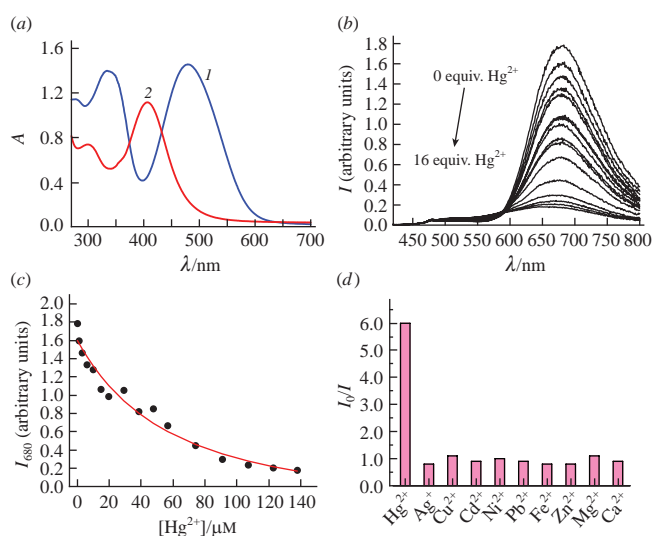 (a)
A
1.6
1.2
0.8
0.4
0.0
1
2
300 400 500 600 700
λ/nm
(b)
I (arbitrary units)
1.8
1.6
1.4
1.2
1.0
0.8
0.6
0.4
0.2
0.0
0 equiv. Hg²⁺
16 equiv. Hg²⁺
450 500 550 600 650 700 750 800
λ/nm
(c)
I₆₈₀ (arbitrary units)
2.0
1.8
1.6
1.4
1.2
1.0
0.8
0.6
0.4
0.2
0.0
0 20 40 60 80 100 120 140
[Hg²⁺]/μM
(d)
I₀/I
6.0
5.0
4.0
3.0
2.0
1.0
0.0
Hg²⁺ Ag⁺ Cu²⁺ Cd²⁺ Ni²⁺ Pb²⁺ Fe²⁺ Zn²⁺ Mg²⁺ Ca²⁺